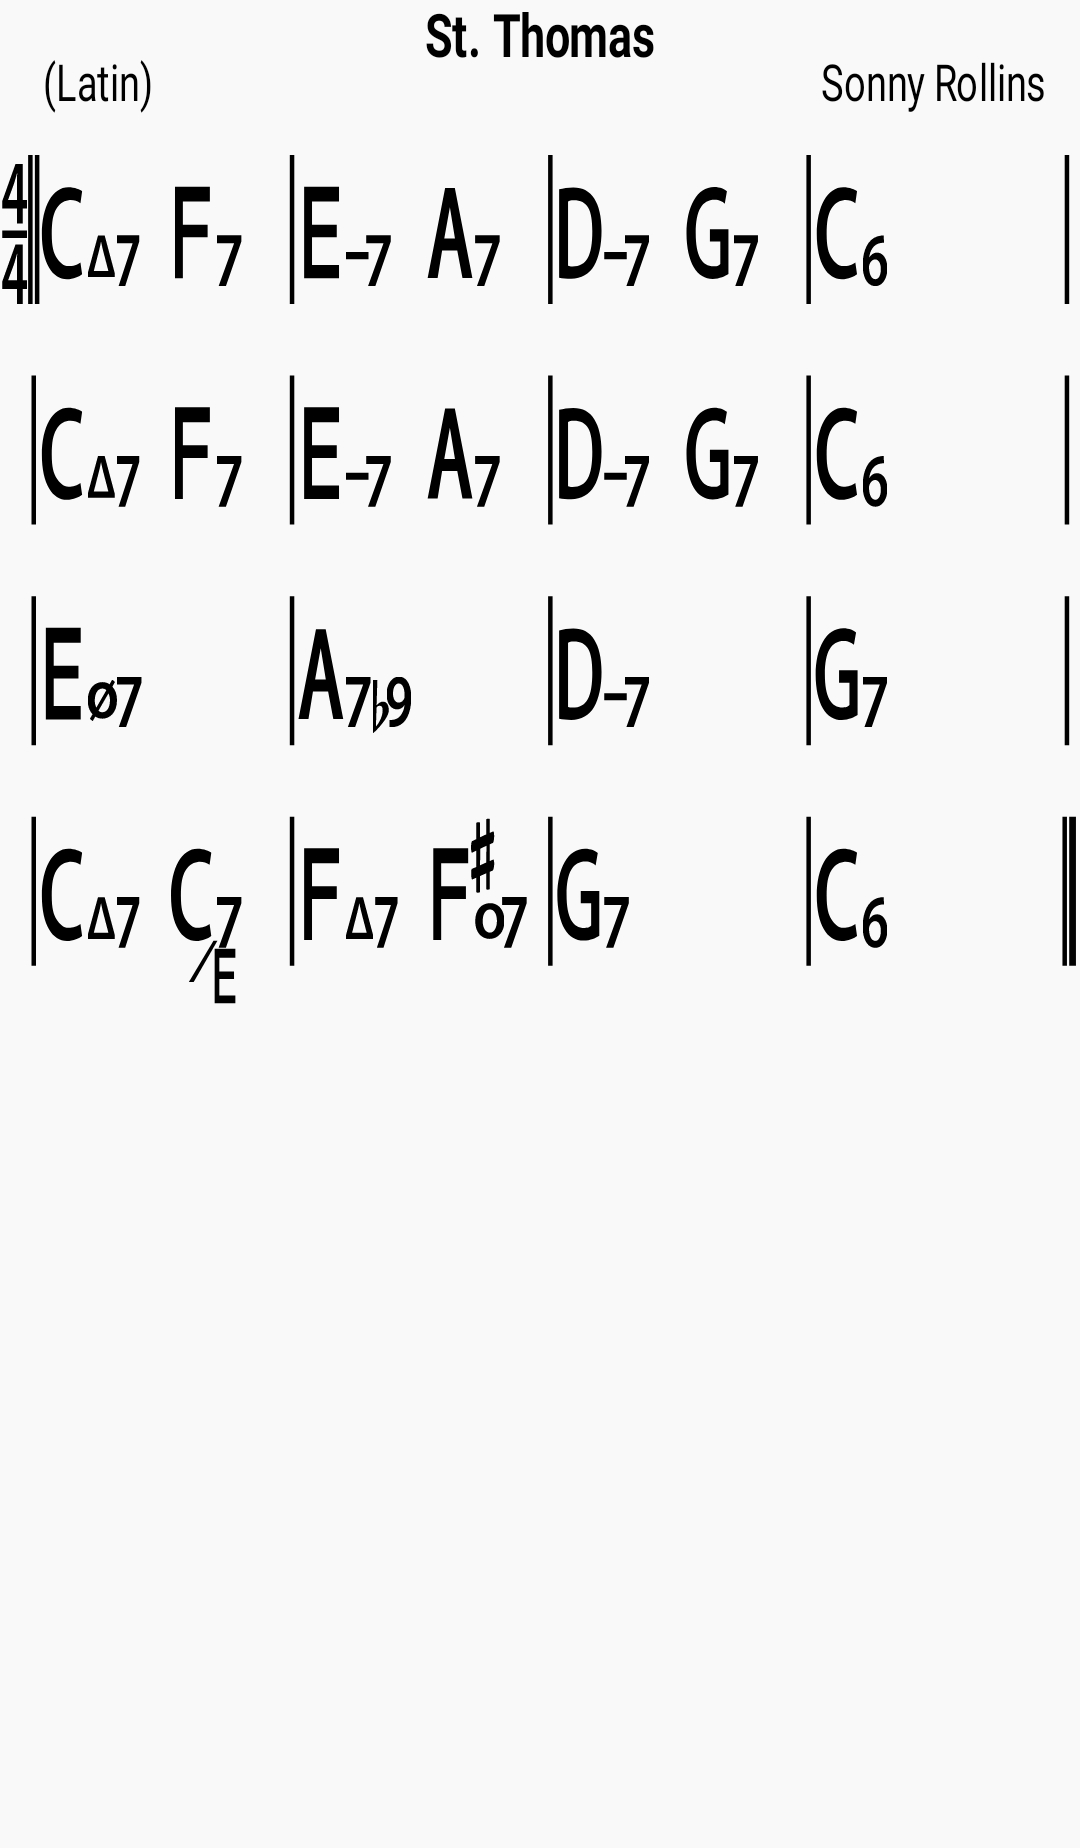 St. Thomas
(Latin) Sonny Rollins
4/4 CΔ7 F7 | E–7 A7 | D–7 G7 | C6 |
| CΔ7 F7 | E–7 A7 | D–7 G7 | C6 |
| Eø7 | A7♭9 | D–7 | G7 |
| CΔ7 C7/E | FΔ7 F♯o7 | G7 | C6 ||